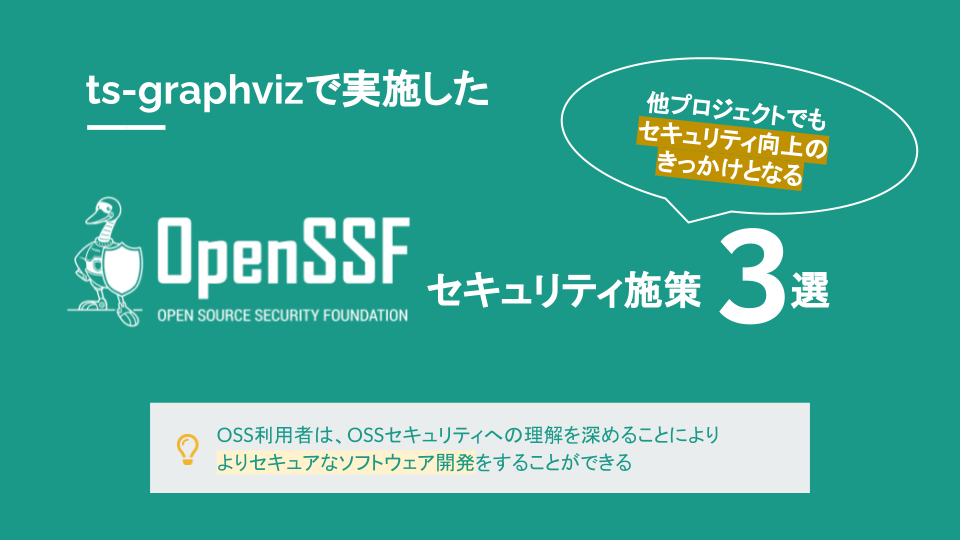 ts-graphvizで実施した
他プロジェクトでも
セキュリティ向上の
きっかけとなる
OpenSSF
OPEN SOURCE SECURITY FOUNDATION
セキュリティ施策 3選
OSS利用者は、OSSセキュリティへの理解を深めることにより
よりセキュアなソフトウェア開発をすることができる